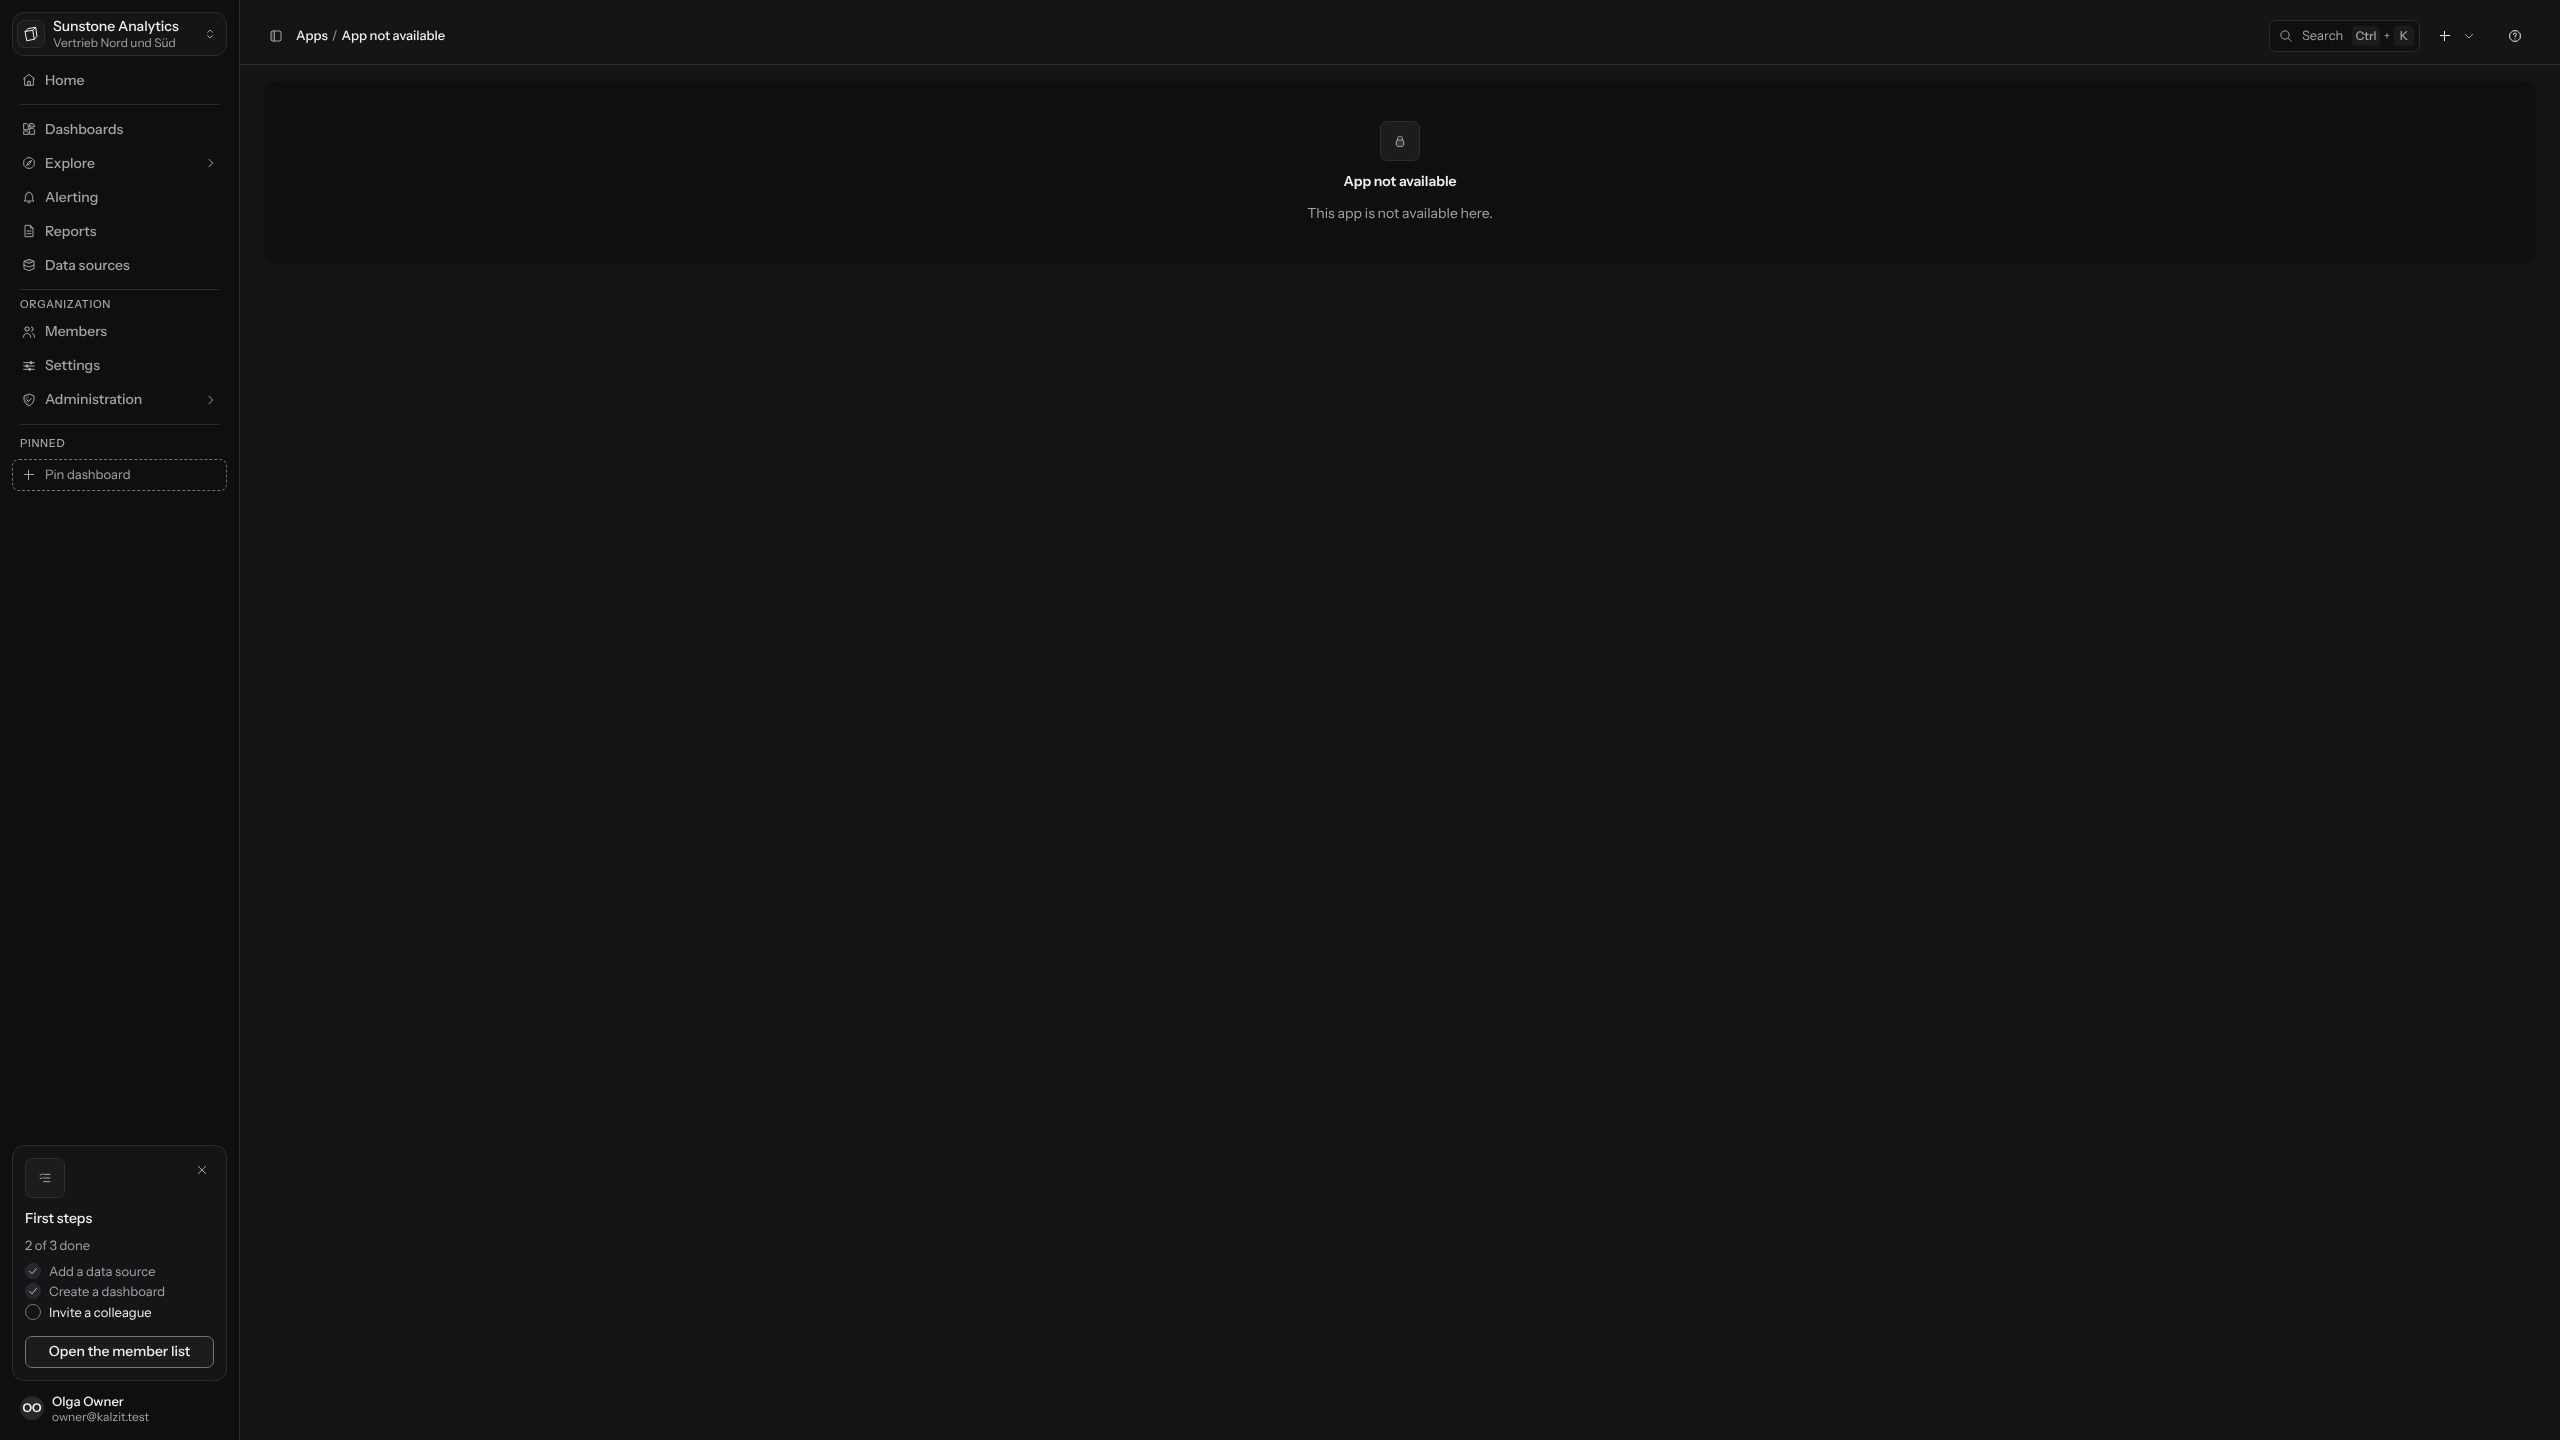 Sunstone Analytics
Vertrieb Nord und Süd
Home
Dashboards
Explore
Alerting
Reports
Data sources
ORGANIZATION
Members
Settings
Administration
PINNED
Pin dashboard
First steps
2 of 3 done
Add a data source
Create a dashboard
Invite a colleague
Open the member list
OO
Olga Owner
owner@kalzit.test
Apps / App not available
Search Ctrl + K
App not available
This app is not available here.